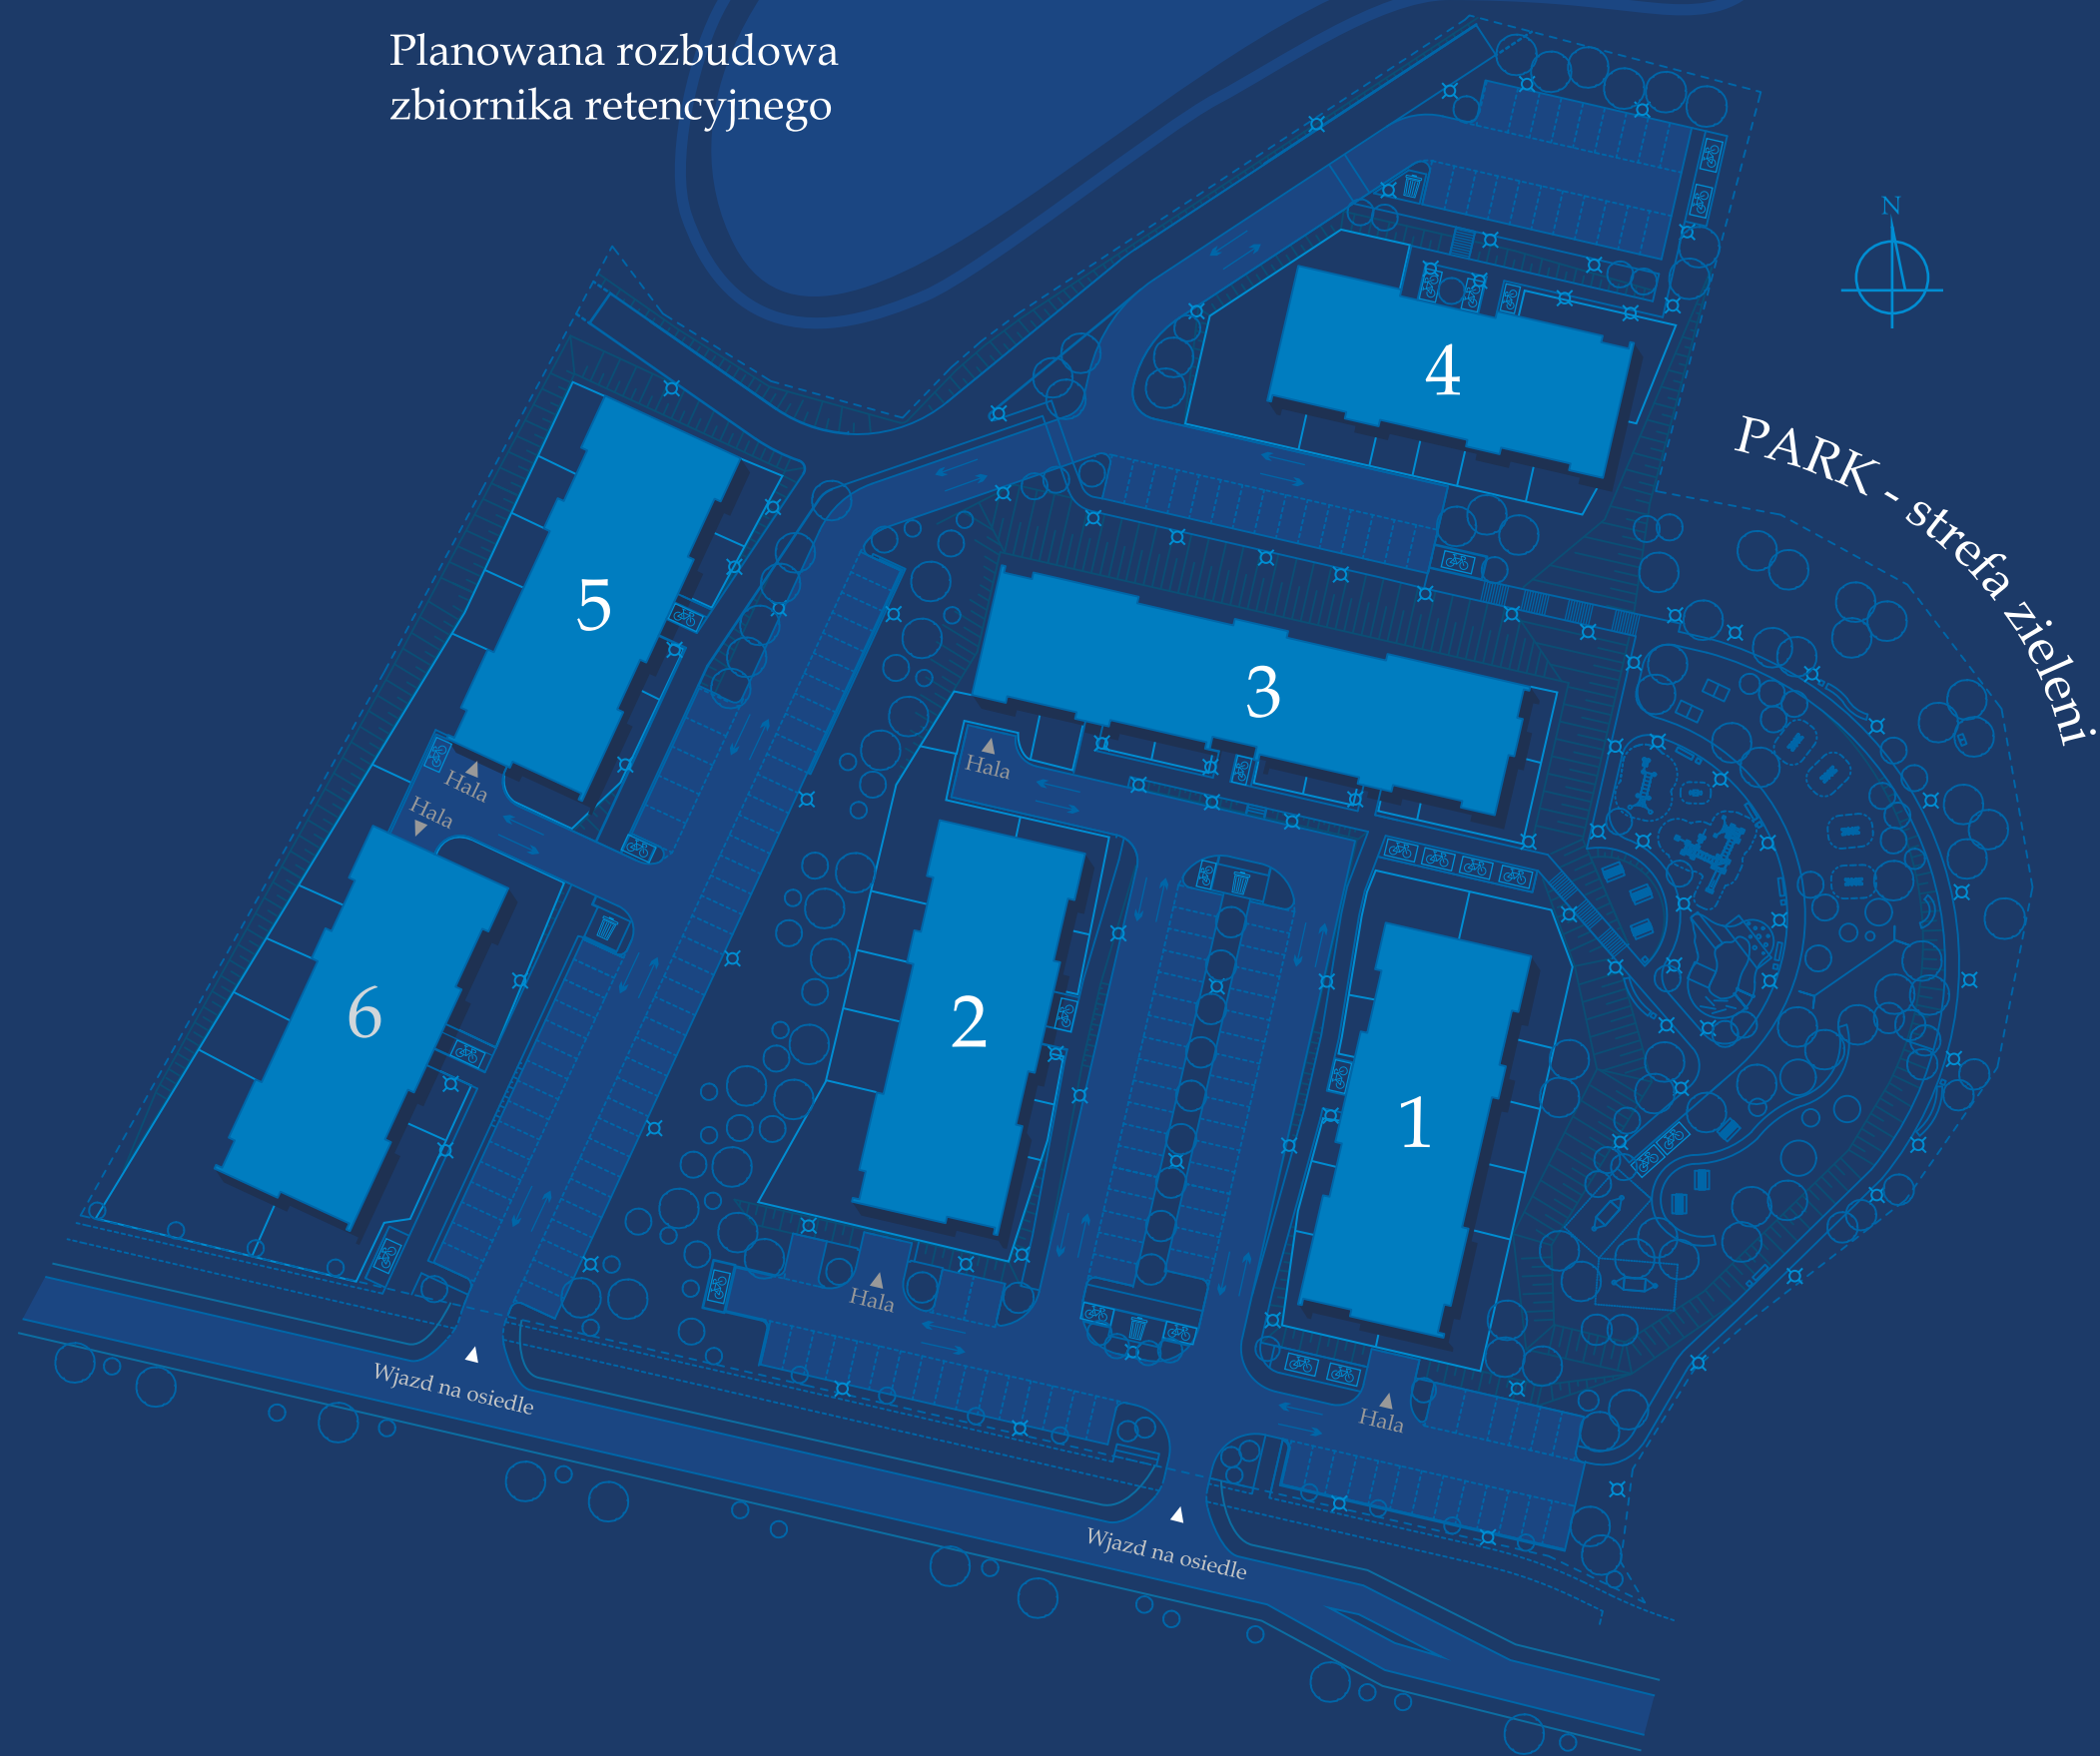 Planowana rozbudowa
zbiornika retencyjnego
N
4
PARK - strefa zieleni
5
3
Hala
Hala
Hala
6
2
1
Hala
Wjazd na osiedle
Hala
Wjazd na osiedle